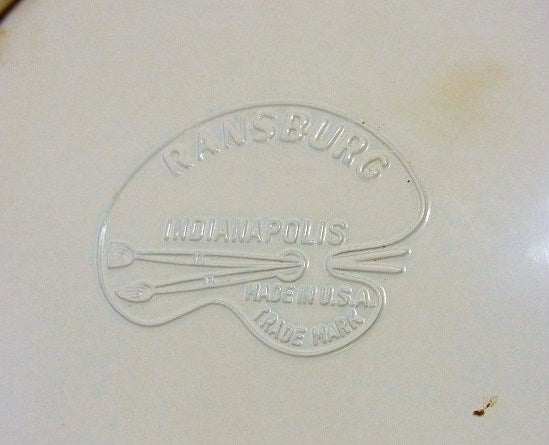 RANSBURG
INDIANAPOLIS
MADE IN U.S.A.
TRADE MARK